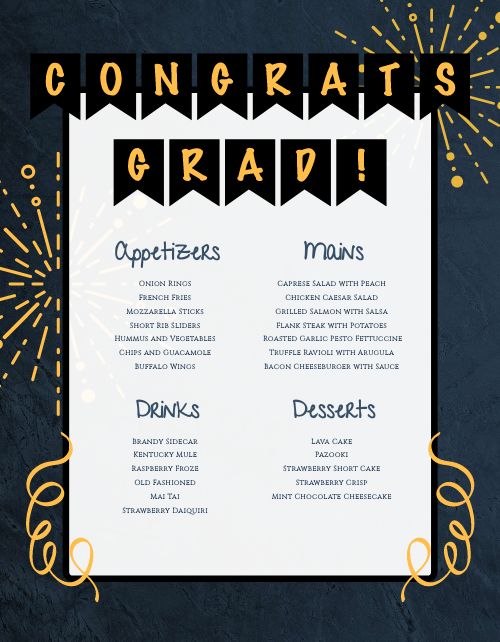 CONGRATS
GRAD!
Appetizers
Onion Rings
French Fries
Mozzarella Sticks
Short Rib Sliders
Hummus and Vegetables
Chips and Guacamole
Buffalo Wings
Mains
Caprese Salad with Peach
Chicken Caesar Salad
Grilled Salmon with Salsa
Flank Steak with Potatoes
Roasted Garlic Pesto Fettuccine
Truffle Ravioli with Arugula
Bacon Cheeseburger with Sauce
Drinks
Brandy Sidecar
Kentucky Mule
Raspberry Froze
Old Fashioned
Mai Tai
Strawberry Daiquiri
Desserts
Lava Cake
Pazooki
Strawberry Short Cake
Strawberry Crisp
Mint Chocolate Cheesecake